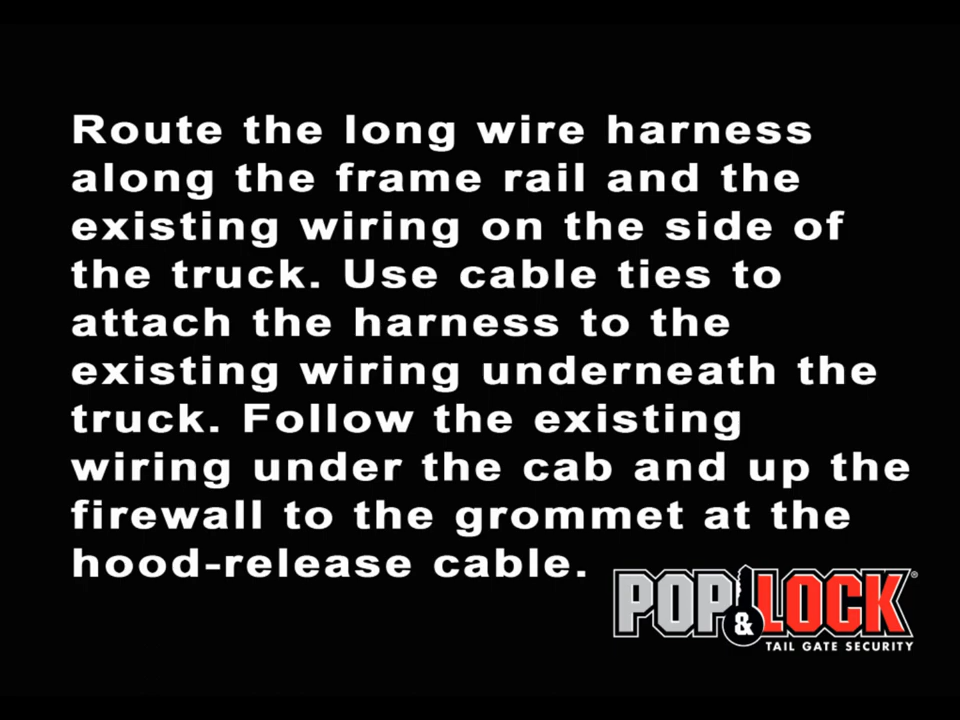 Route the long wire harness
along the frame rail and the
existing wiring on the side of
the truck. Use cable ties to
attach the harness to the
existing wiring underneath the
truck. Follow the existing
wiring under the cab and up the
firewall to the grommet at the
hood-release cable.
POP & LOCK®
TAIL GATE SECURITY